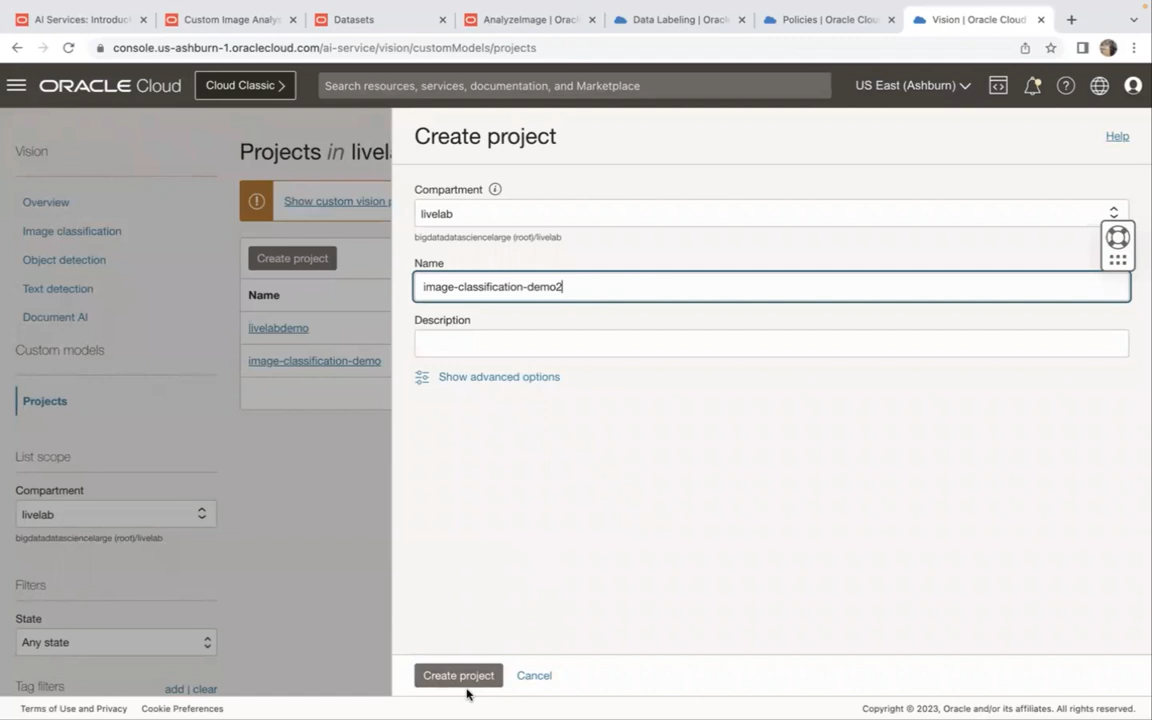 AI Services: Introduc
Custom Image Analys
Datasets
AnalyzeImage | Oracl
Data Labeling | Oracle
Policies | Oracle Cloud
Vision | Oracle Cloud
console.us-ashburn-1.oraclecloud.com/ai-service/vision/customModels/projects
ORACLE Cloud
Cloud Classic >
Search resources, services, documentation, and Marketplace
US East (Ashburn)
Vision
Overview
Image classification
Object detection
Text detection
Document AI
Custom models
Projects
List scope
Compartment
livelab
bigdatadatasciencelarge (root)/livelab
Filters
State
Any state
Tag filters
add | clear
Projects in livel
Show custom vision p
Create project
Name
livelabdemo
image-classification-demo
Create project
Help
Compartment
livelab
bigdatadatasciencelarge (root)/livelab
Name
image-classification-demo2
Description
Show advanced options
Create project
Cancel
Terms of Use and Privacy
Cookie Preferences
Copyright © 2023, Oracle and/or its affiliates. All rights reserved.